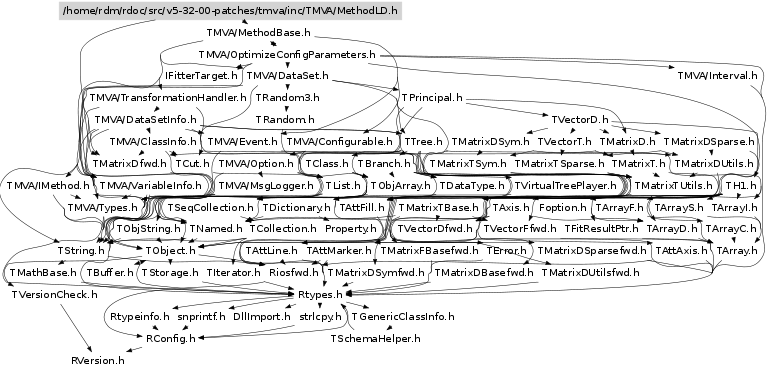 /home/rdm/rdoc/src/v5-32-00-patches/tmva/inc/TMVA/MethodLD.h
TMVA/MethodBase.h
TMVA/OptimizeConfigParameters.h
IFitterTarget.h TMVA/DataSet.h TMVA/Interval.h
TMVA/TransformationHandler.h TRandom3.h TPrincipal.h
TMVA/DataSetInfo.h TRandom.h TVectorD.h
TMVA/ClassInfo.h TMVA/Event.h TMVA/Configurable.h TTree.h TMatrixDSym.h TVectorT.h TMatrixD.h TMatrixDSparse.h
TMatrixDfwd.h TCut.h TMVA/Option.h TClass.h TBranch.h TMatrixTSym.h TMatrixTSparse.h TMatrixT.h TMatrixDUtils.h
TMVA/IMethod.h TMVA/VariableInfo.h TMVA/MsgLogger.h TList.h TObjArray.h TDataType.h TVirtualTreePlayer.h TMatrixTUtils.h TH1.h
TMVA/Types.h TSeqCollection.h TDictionary.h TAttFill.h TMatrixTBase.h TAxis.h Foption.h TArrayF.h TArrayS.h TArrayI.h
TObjString.h TNamed.h TCollection.h Property.h TVectorDfwd.h TVectorFfwd.h TFitResultPtr.h TArrayD.h TArrayC.h
TString.h TObject.h TAttLine.h TAttMarker.h TMatrixFBasefwd.h TError.h TMatrixDSparsefwd.h TAttAxis.h TArray.h
TMathBase.h TBuffer.h TStorage.h TIterator.h Riosfwd.h TMatrixDSymfwd.h TMatrixDBasefwd.h TMatrixDUtilsfwd.h
TVersionCheck.h Rtypes.h
Rtypeinfo.h snprintf.h DllImport.h strlcpy.h TGenericClassInfo.h
RConfig.h TSchemaHelper.h
RVersion.h